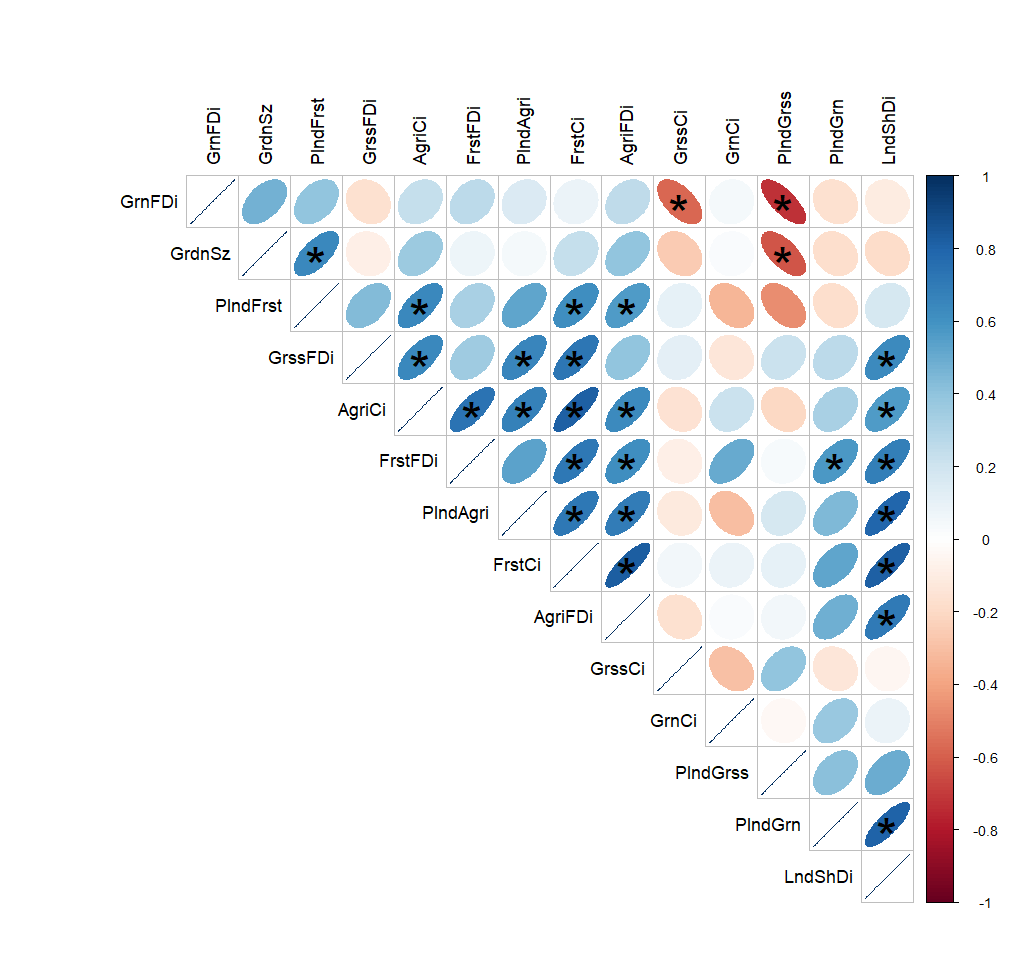 GrnFDi
GrdnSz
PlndFrst
GrssFDi
AgriCi
FrstFDi
PlndAgri
FrstCi
AgriFDi
GrssCi
GrnCi
PlndGrss
PlndGrn
LndShDi
GrnFDi
* *
GrdnSz
* *
PlndFrst
* * *
GrssFDi
* * * *
AgriCi
* * * * *
FrstFDi
* * * *
PlndAgri
* * *
FrstCi
* *
AgriFDi
*
GrssCi
GrnCi
PlndGrss
PlndGrn
*
LndShDi
1
0.8
0.6
0.4
0.2
0
-0.2
-0.4
-0.6
-0.8
-1